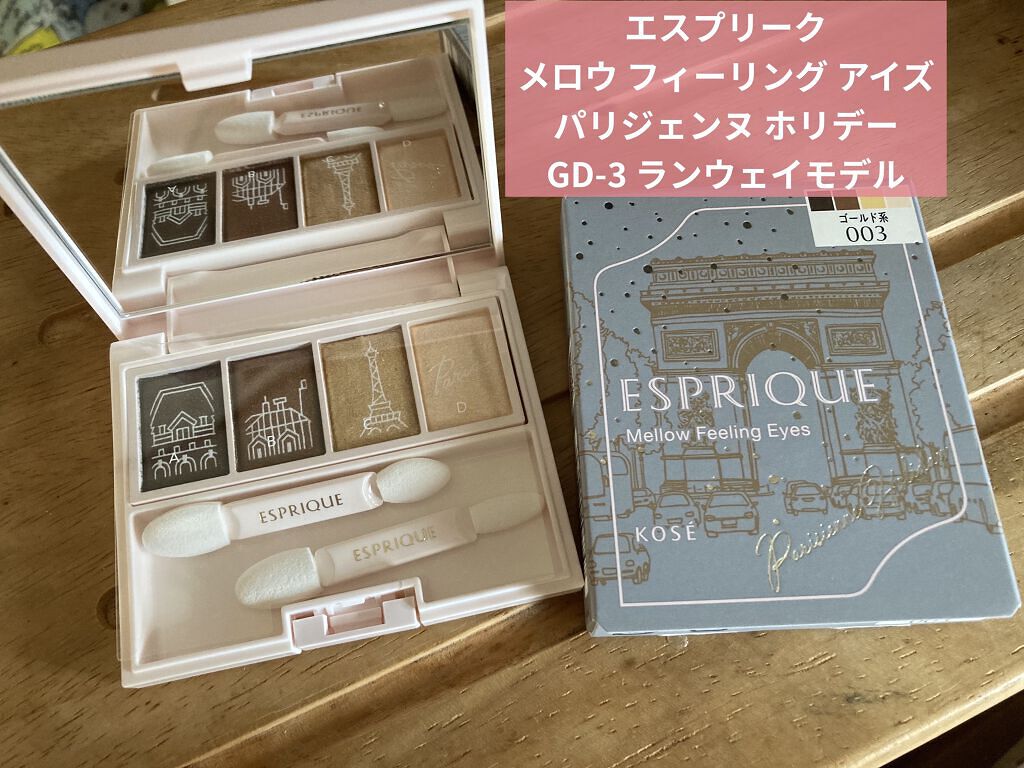 エスプリーク
メロウ フィーリング アイズ
パリジェンヌ ホリデー
GD-3 ランウェイモデル
ゴールド系
003
ESPRIQUE
Mellow Feeling Eyes
KOSÉ
A
B
D
ESPRIQUE
ESPRIQUE